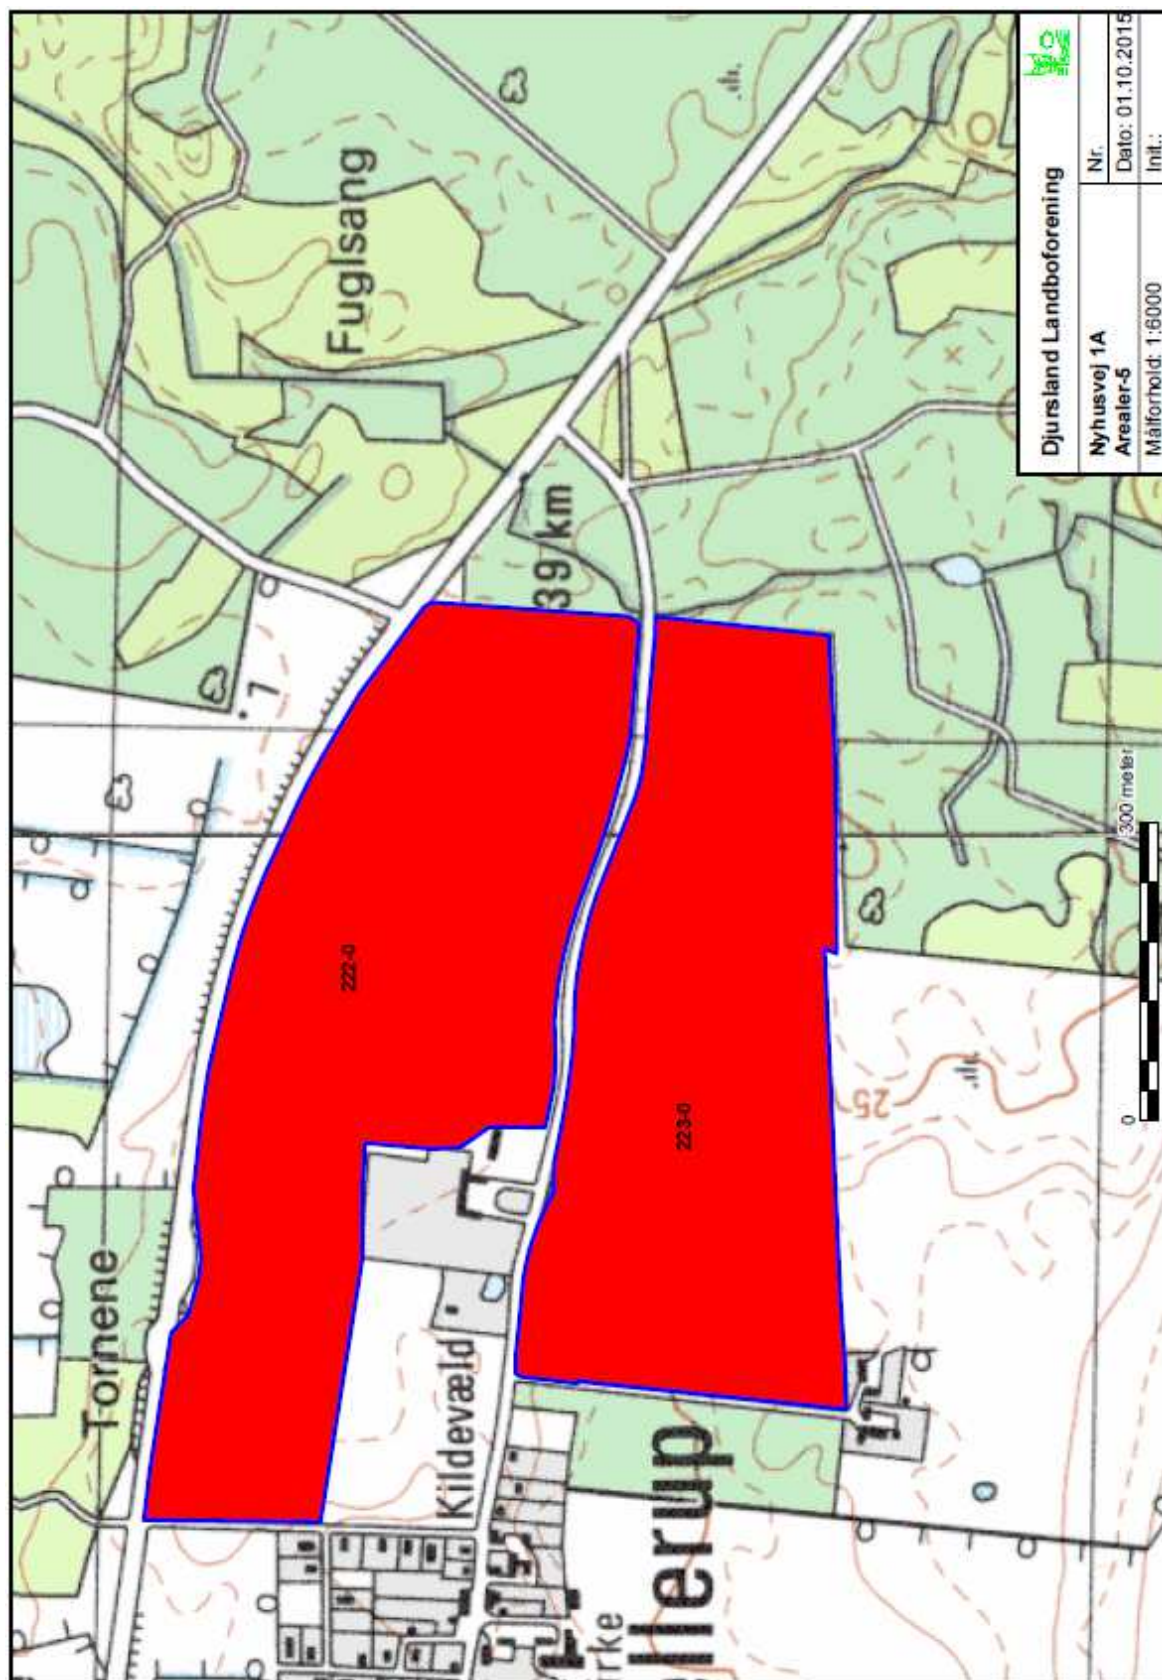 Tornene
Fuglsang
. 7
39 km
222-0
Kildevæld
223-0
llerup
rke
25
0
300 meter
Djursland Landboforening
Nyhusvej 1A
Arealer-5
Målforhold: 1:6000
Nr.
Dato: 01.10.2015
Init.: